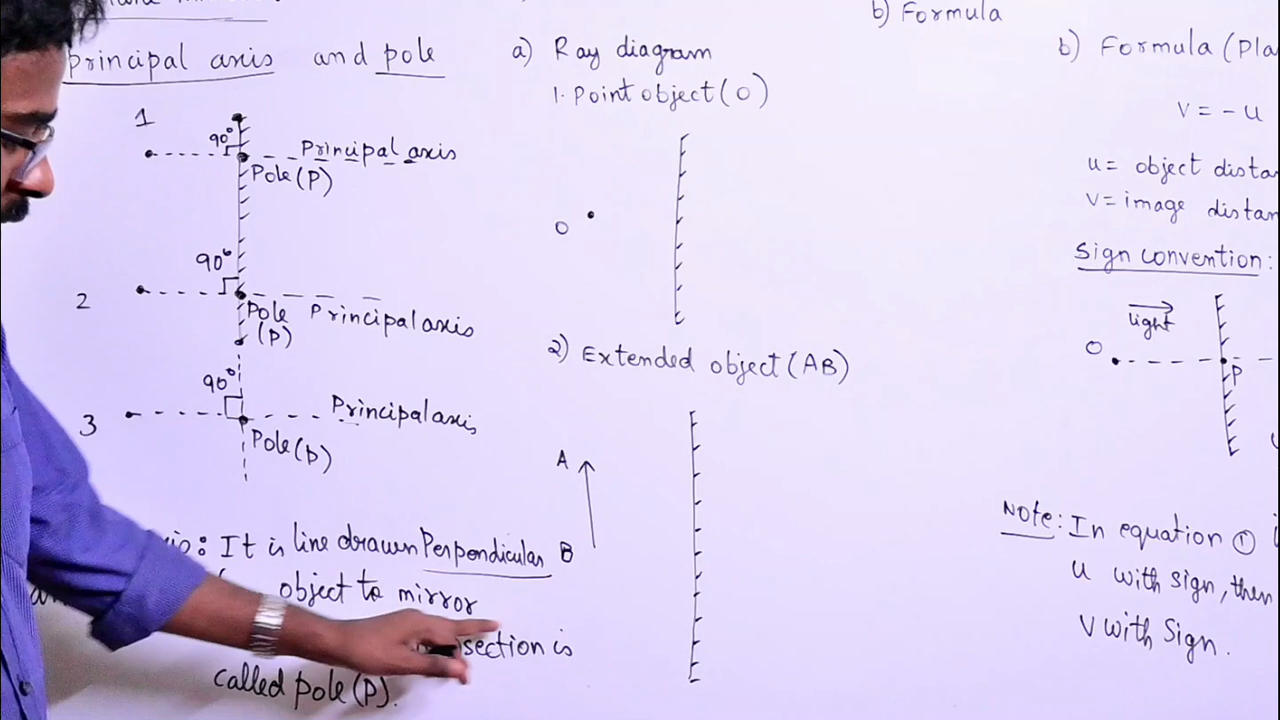 principal axis and pole
1
90°
Principal axis
Pole(P)
90°
2
Pole
(P)
Principal axis
90°
3
Principal axis
Pole(P)
: It is line drawn Perpendicular
object to mirror
section is
called pole(P).
a) Ray diagram
1. Point object(O)
O
2) Extended object(AB)
A
B
b) Formula
b) Formula (Pla
V = - u
u = object distan
V = image distan
Sign convention:
light
O
P
Note: In equation ①
u with sign, then
V with Sign.